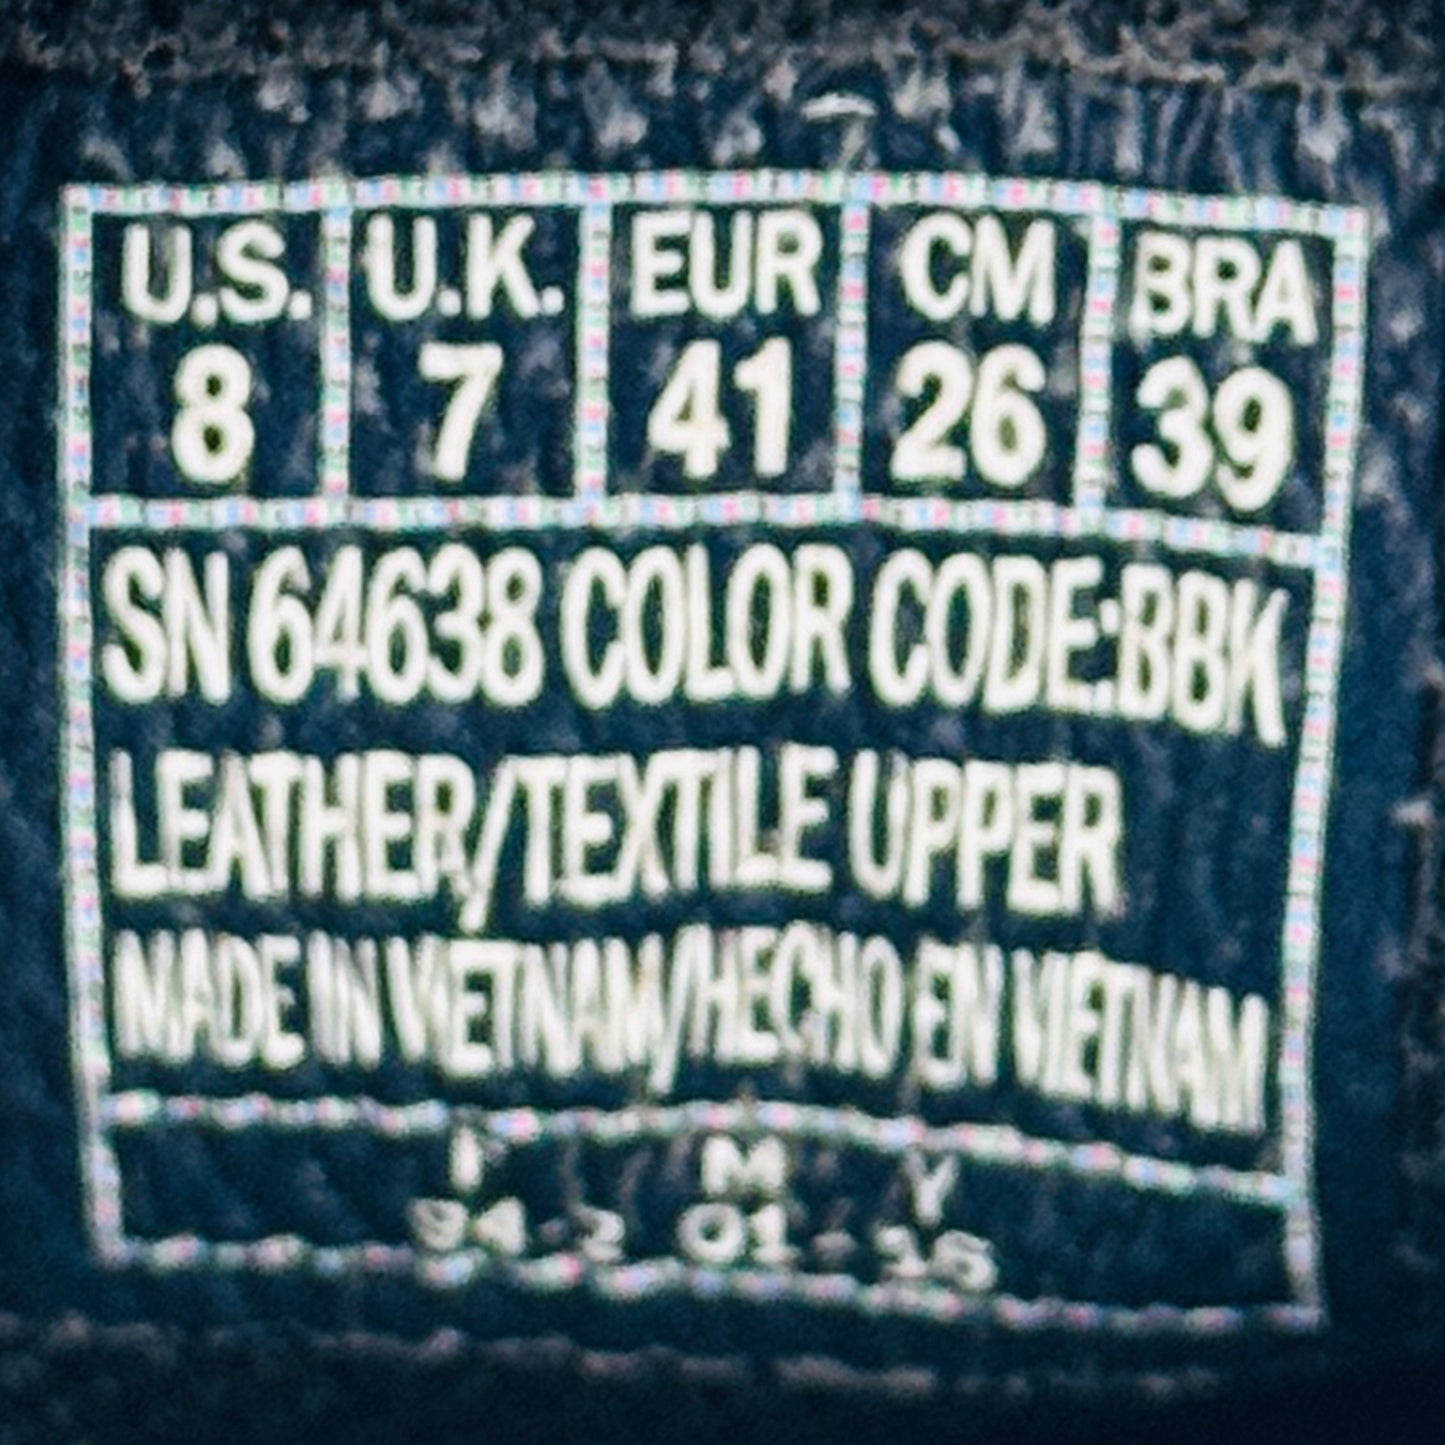 U.S. U.K. EUR CM BRA
8 7 41 26 39
SN 64638 COLOR CODE:BBK
LEATHER/TEXTILE UPPER
MADE IN VIETNAM/HECHO EN VIETNAM
M Y
01 -